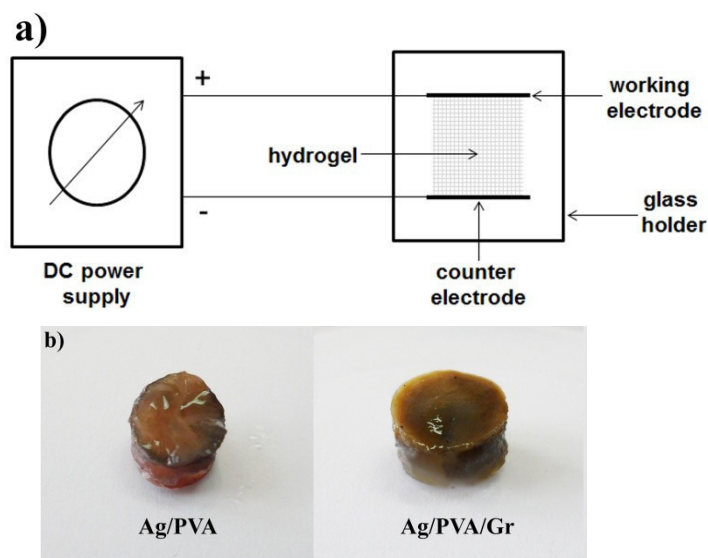 a)
+
-
DC power
supply
hydrogel
working
electrode
glass
holder
counter
electrode
b)
Ag/PVA
Ag/PVA/Gr